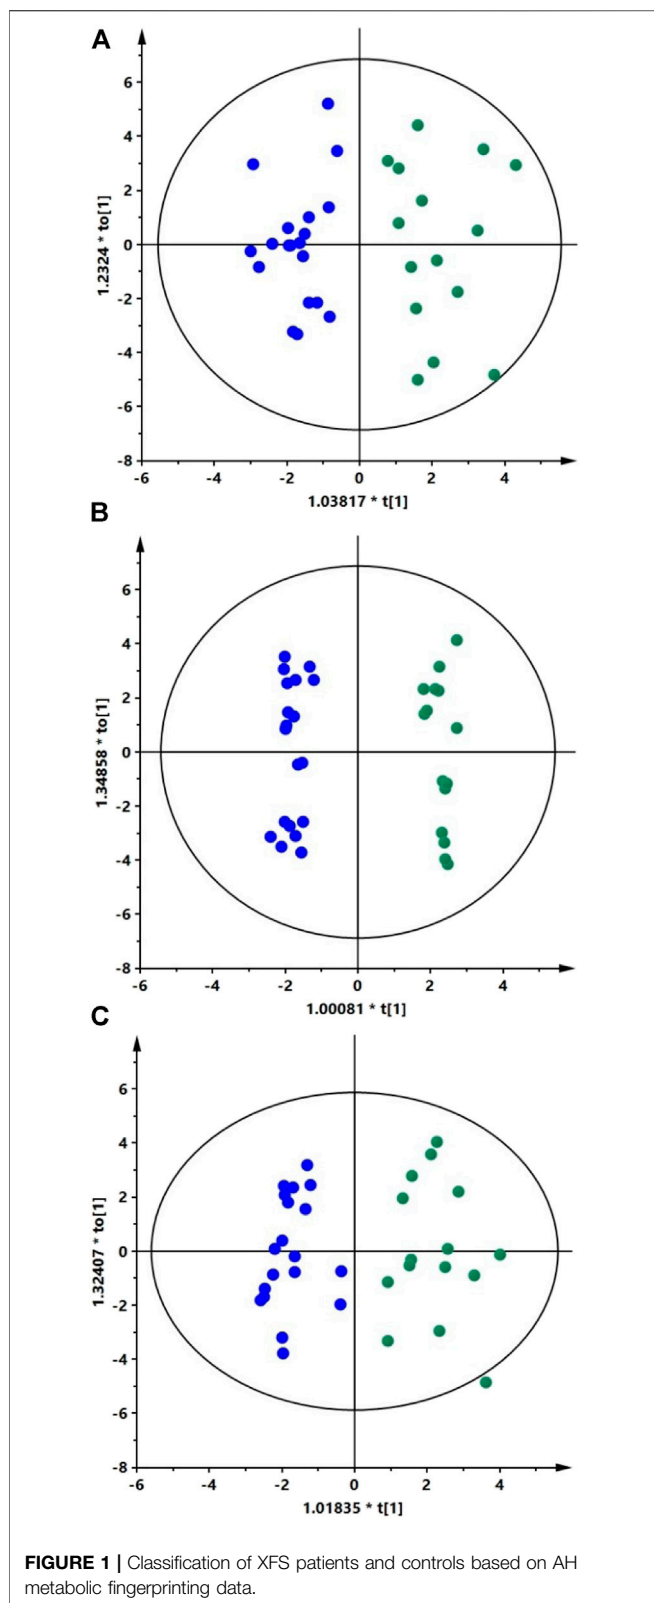 A
6
4
2
0
-2
-4
-6
-8
1.2324 * to[1]
-6 -4 -2 0 2 4
1.03817 * t[1]
B
6
4
2
0
-2
-4
-6
-8
1.34858 * to[1]
-6 -4 -2 0 2 4
1.00081 * t[1]
C
6
4
2
0
-2
-4
-6
-8
1.32407 * to[1]
-6 -4 -2 0 2 4
1.01835 * t[1]
FIGURE 1 | Classification of XFS patients and controls based on AH
metabolic fingerprinting data.